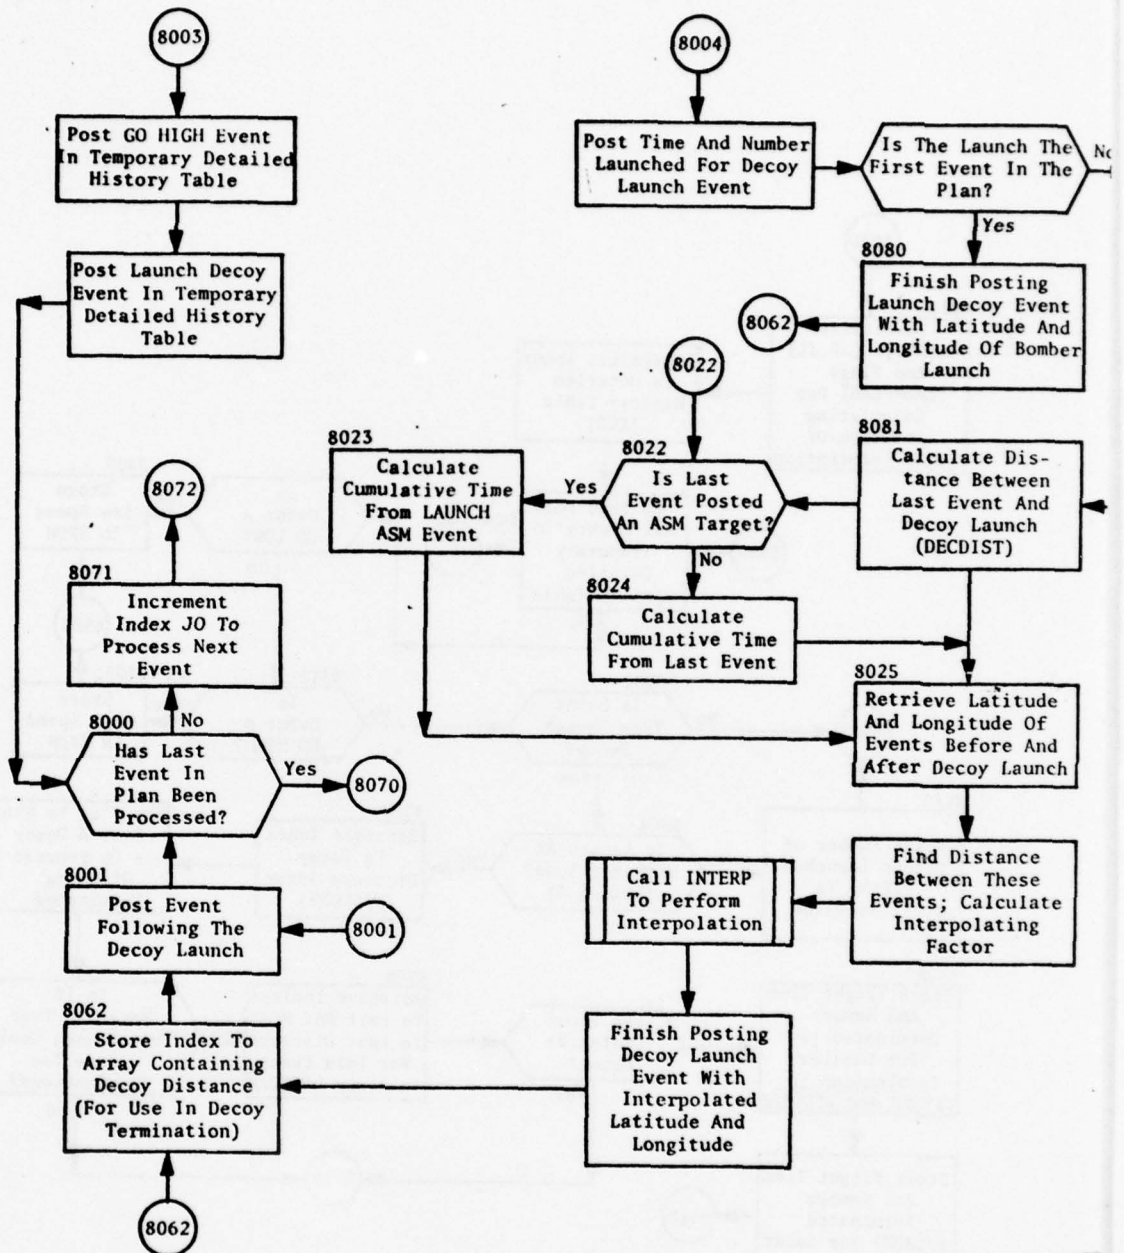 8003
Post GO HIGH Event
In Temporary Detailed
History Table
Post Launch Decoy
Event In Temporary
Detailed History
Table
8004
Post Time And Number
Launched For Decoy
Launch Event
Is The Launch The
First Event In The
Plan?
Yes
8080
Finish Posting
Launch Decoy Event
With Latitude And
Longitude Of Bomber
Launch
8062
8022
8022
Is Last
Event Posted
An ASM Target?
Yes
No
8023
Calculate
Cumulative Time
From LAUNCH
ASM Event
8081
Calculate Dis-
tance Between
Last Event And
Decoy Launch
(DECDIST)
8024
Calculate
Cumulative Time
From Last Event
8025
Retrieve Latitude
And Longitude Of
Events Before And
After Decoy Launch
Find Distance
Between These
Events; Calculate
Interpolating
Factor
Call INTERP
To Perform
Interpolation
Finish Posting
Decoy Launch
Event With
Interpolated
Latitude And
Longitude
8072
8071
Increment
Index JO To
Process Next
Event
No
8000
Has Last
Event In
Plan Been
Processed?
Yes
8070
8001
Post Event
Following The
Decoy Launch
8001
8062
Store Index To
Array Containing
Decoy Distance
(For Use In Decoy
Termination)
8062